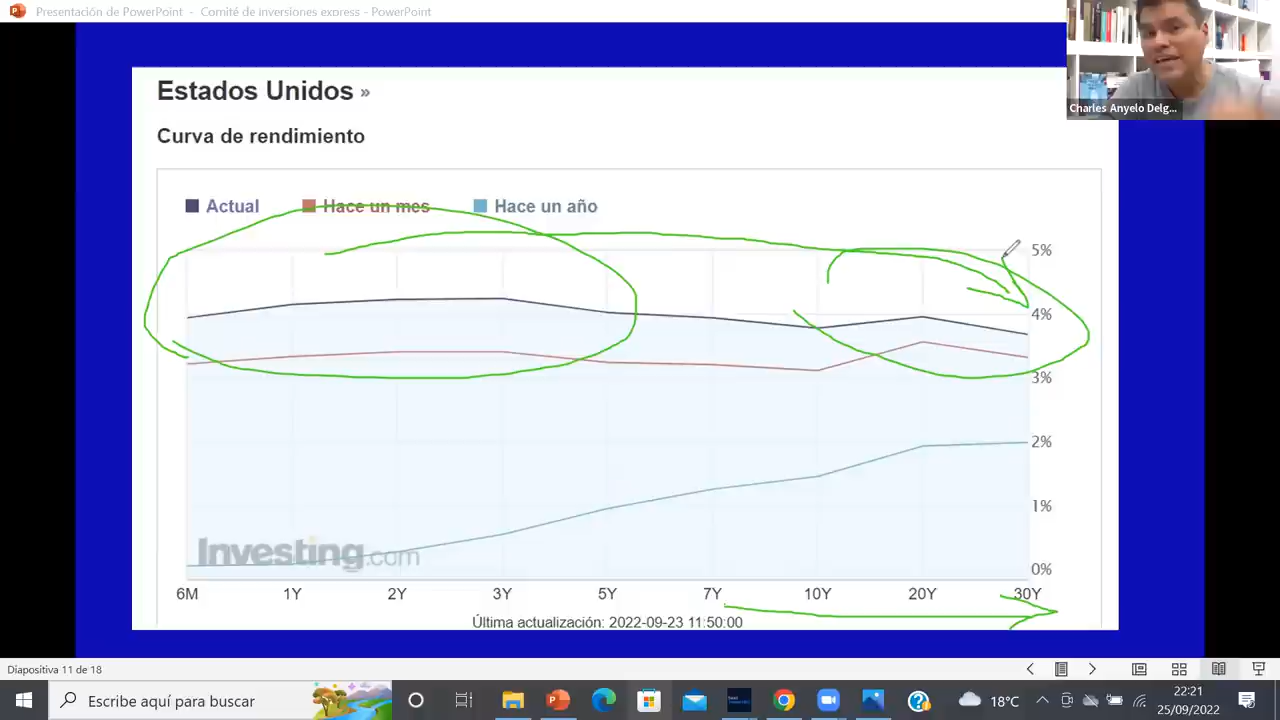 Presentación de PowerPoint - Comité de inversiones express - PowerPoint
Charles Anyelo Delg...
Estados Unidos »
Curva de rendimiento
Actual Hace un mes Hace un año
5%
4%
3%
2%
1%
0%
Investing.com
6M 1Y 2Y 3Y 5Y 7Y 10Y 20Y 30Y
Última actualización: 2022-09-23 11:50:00
Diapositiva 11 de 18
Escribe aquí para buscar
18°C
22:21
25/09/2022